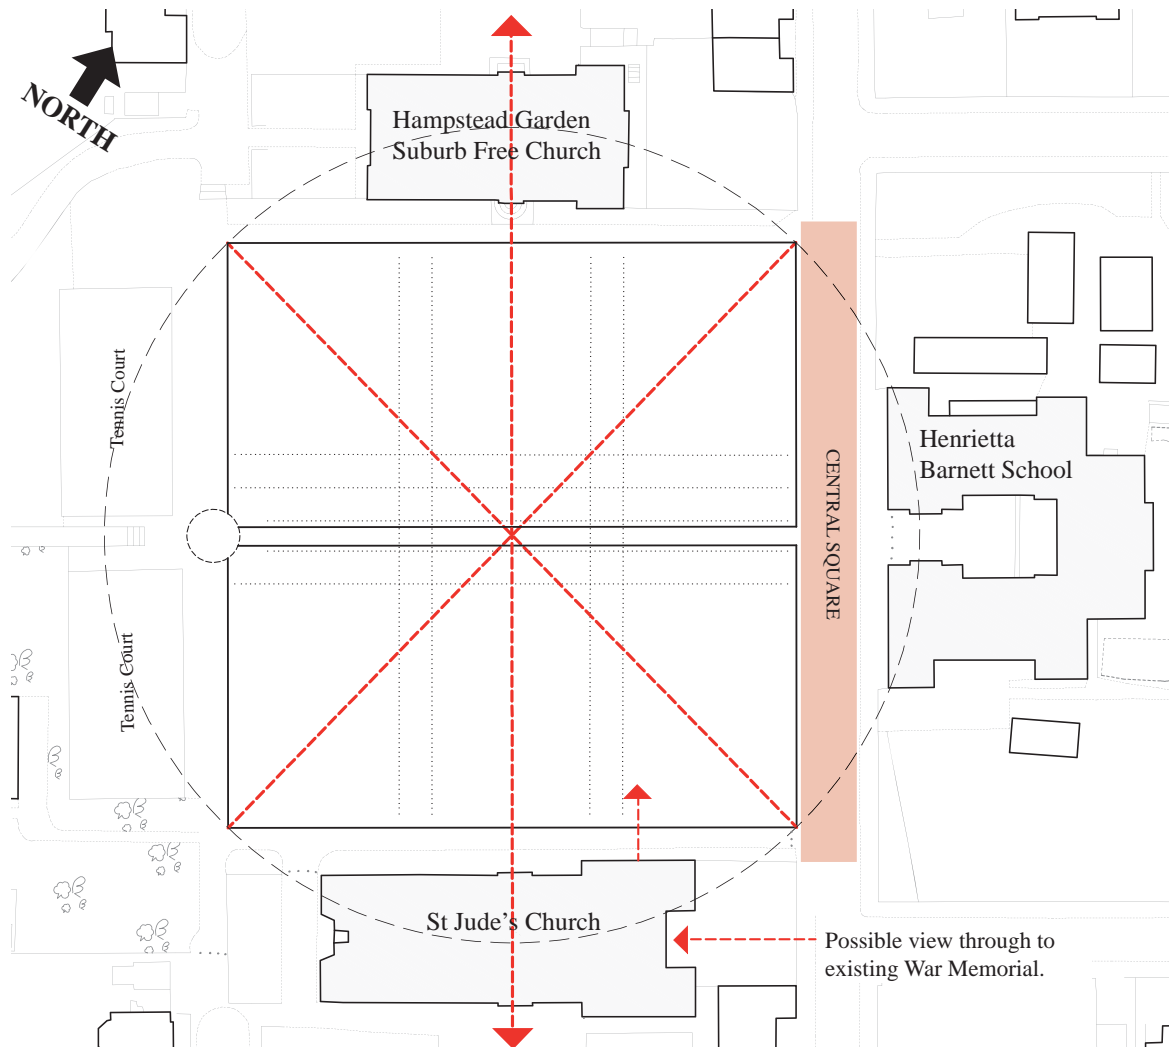 NORTH
Hampstead Garden
Suburb Free Church
Tennis Court
Henrietta
Barnett School
CENTRAL SQUARE
Tennis Court
St Jude's Church
Possible view through to
existing War Memorial.